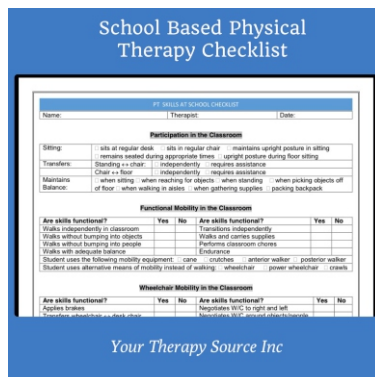 School Based Physical
Therapy Checklist
PT SKILLS AT SCHOOL CHECKLIST
Name: Therapist: Date:
Participation in the Classroom
Sitting: □ sits at regular desk □ sits in regular chair □ maintains upright posture in sitting
□ remains seated during appropriate times □ upright posture during floor sitting
Transfers: Standing ↔ chair: □ independently □ requires assistance
Chair ↔ floor □ independently □ requires assistance
Maintains □ when sitting □ when reaching for objects □ when standing □ when picking objects off
Balance: of floor □ when walking in aisles □ when gathering supplies □ packing backpack
Functional Mobility in the Classroom
Are skills functional? Yes No Are skills functional? Yes No
Walks independently in classroom Transitions independently
Walks without bumping into objects Walks and carries supplies
Walks without bumping into people Performs classroom chores
Walks with adequate balance Endurance
Student uses the following mobility equipment: □ cane □ crutches □ anterior walker □ posterior walker
Student uses alternative means of mobility instead of walking: □ wheelchair □ power wheelchair □ crawls
Wheelchair Mobility in the Classroom
Are skills functional? Yes No Are skills functional? Yes No
Applies brakes Negotiates W/C to right and left
Transfers wheelchair ↔ desk chair Negotiates W/C around objects/people
Your Therapy Source Inc